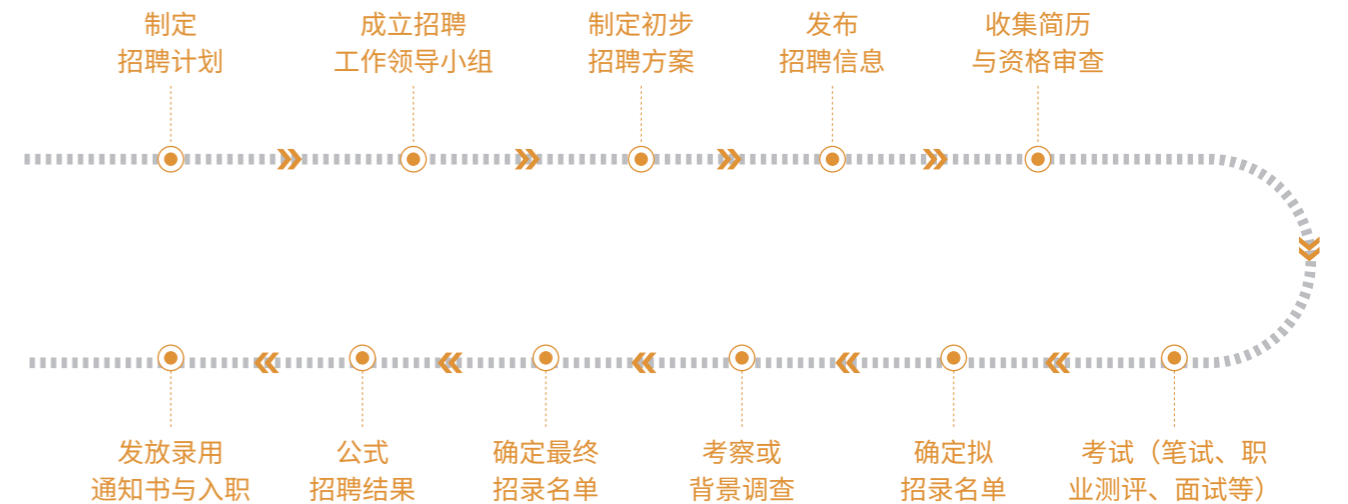 制定
招聘计划
成立招聘
工作领导小组
制定初步
招聘方案
发布
招聘信息
收集简历
与资格审查
考试（笔试、职
业测评、面试等）
确定拟
招录名单
考察或
背景调查
确定最终
招录名单
公式
招聘结果
发放录用
通知书与入职